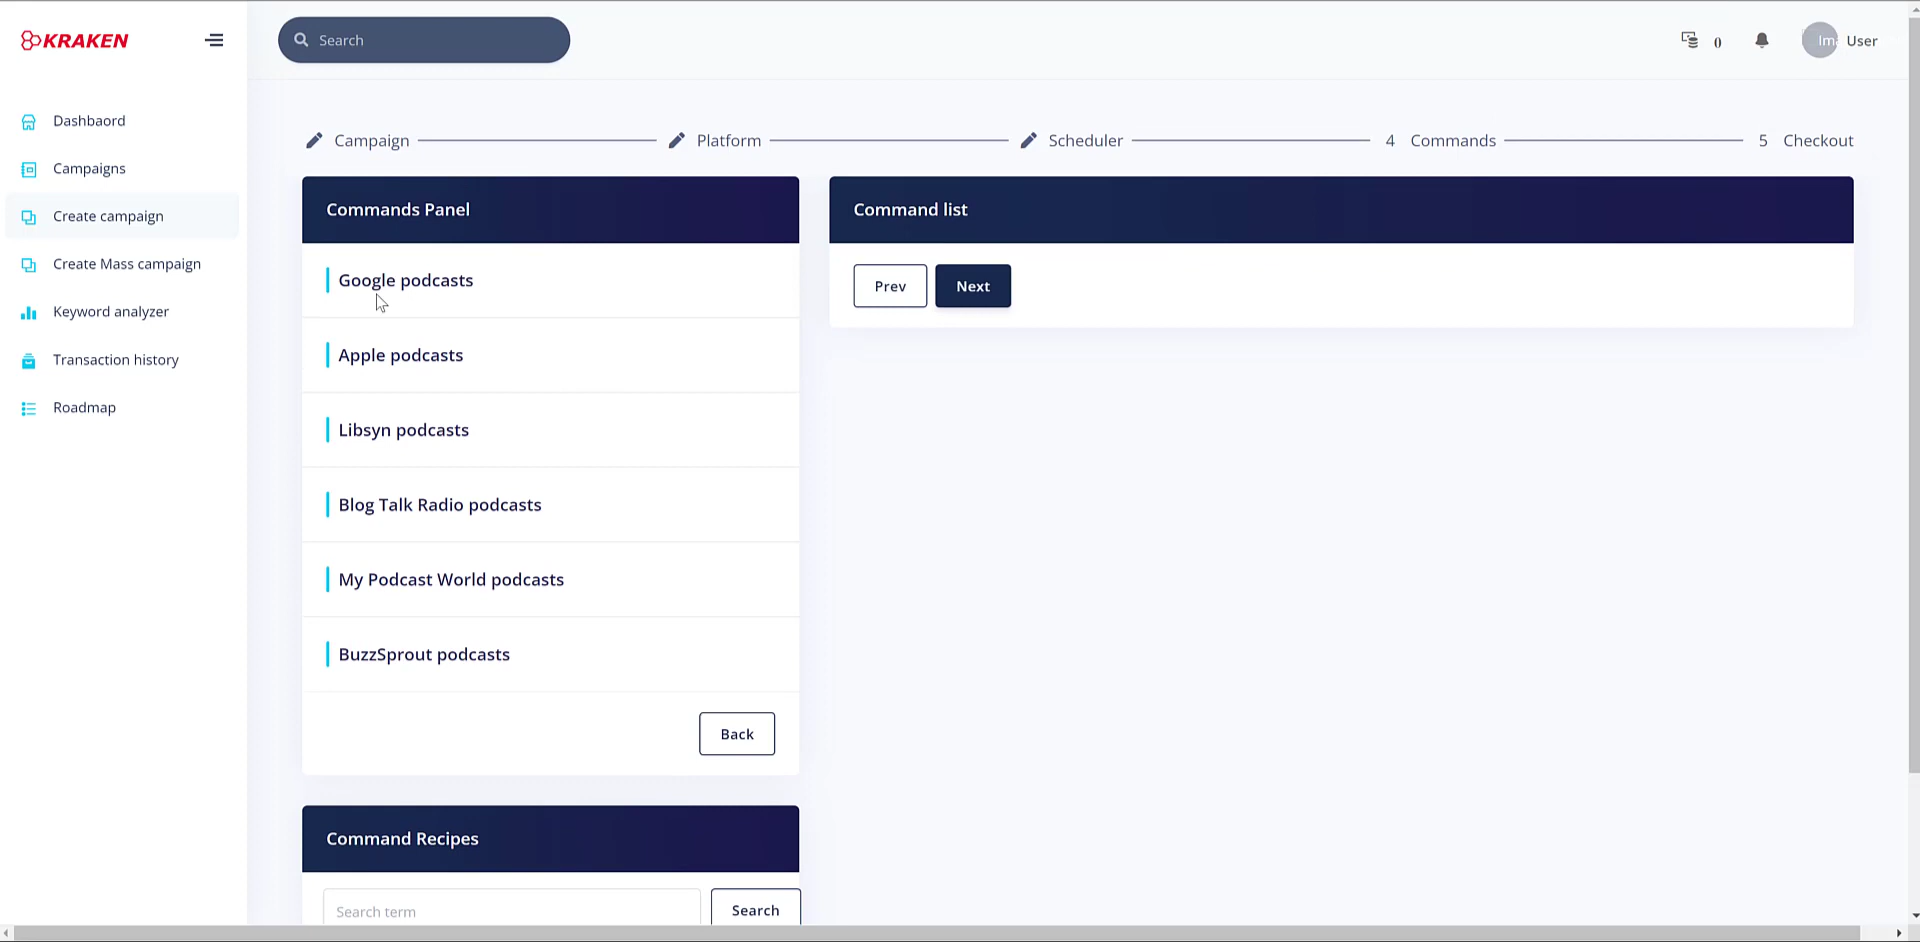 KRAKEN
Search
0
Im
User
Dashbaord
Campaigns
Create campaign
Create Mass campaign
Keyword analyzer
Transaction history
Roadmap
Campaign
Platform
Scheduler
4 Commands
5 Checkout
Commands Panel
Google podcasts
Apple podcasts
Libsyn podcasts
Blog Talk Radio podcasts
My Podcast World podcasts
BuzzSprout podcasts
Back
Command list
Prev
Next
Command Recipes
Search term
Search